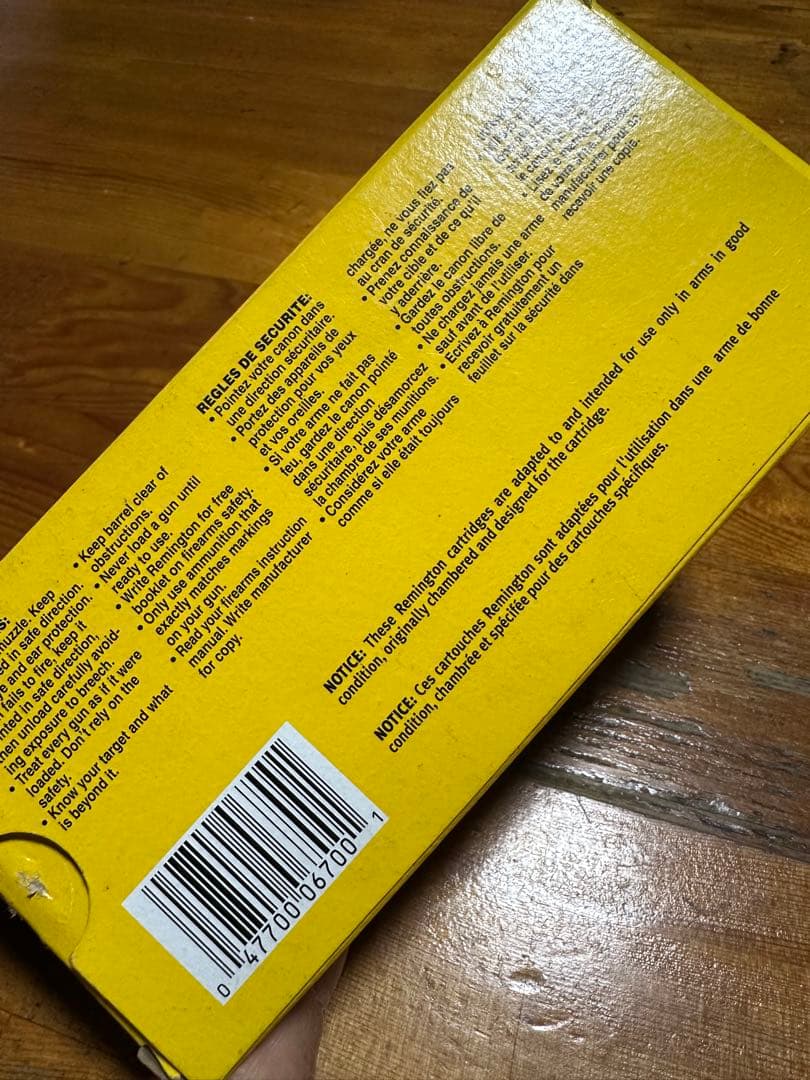 S:
muzzle. Keep
d in safe direction.
e and ear protection.
fails to fire, keep it
nted in safe direction,
hen unload carefully avoid-
ing exposure to breech.
• Treat every gun as if it were
loaded. Don't rely on the
safety.
• Know your target and what
is beyond it.
• Keep barrel clear of
obstructions.
• Never load a gun until
ready to use.
• Write Remington for free
booklet on firearms safety.
• Only use ammunition that
exactly matches markings
on your gun.
• Read your firearms instruction
manual. Write manufacturer
for copy.
REGLES DE SECURITE:
• Pointez votre canon dans
une direction sécuritaire.
• Portez des appareils de
protection pour vos yeux
et vos oreilles.
• Si votre arme ne fait pas
feu, gardez le canon pointé
dans une direction
sécuritaire, puis désamorcez
la chambre de ses munitions.
• Considérez votre arme
comme si elle était toujours
chargée, ne vous fiez pas
au cran de sécurité.
• Prenez connaissance de
votre cible et de ce qu'il
y aderrière.
• Gardez le canon libre de
toutes obstructions.
• Ne chargez jamais une arme
sauf avant de l'utiliser.
• Ecrivez à Remington pour
recevoir gratuitement un
feuillet sur la sécurité dans
• Lisez le
de votre arme
manufacturier pour en
recevoir une copie.
NOTICE: These Remington cartridges are adapted to and intended for use only in arms in good
condition, originally chambered and designed for the cartridge.
NOTICE: Ces cartouches Remington sont adaptées pour l'utilisation dans une arme de bonne
condition, chambrée et spécifée pour des cartouches spécifiques.
0 47700 06700 1